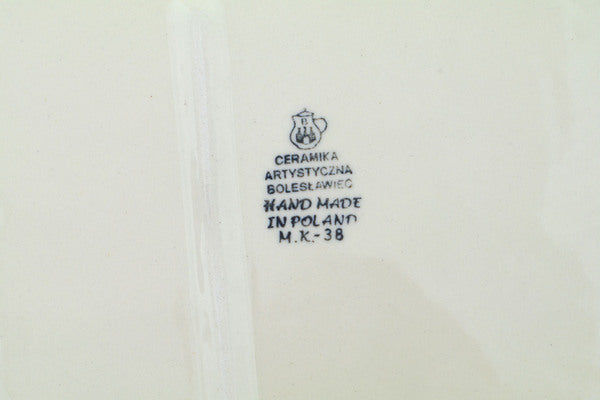 B
CERAMIKA
ARTYSTYCZNA
BOLESŁAWIEC
HAND MADE
IN POLAND
M.K.-38